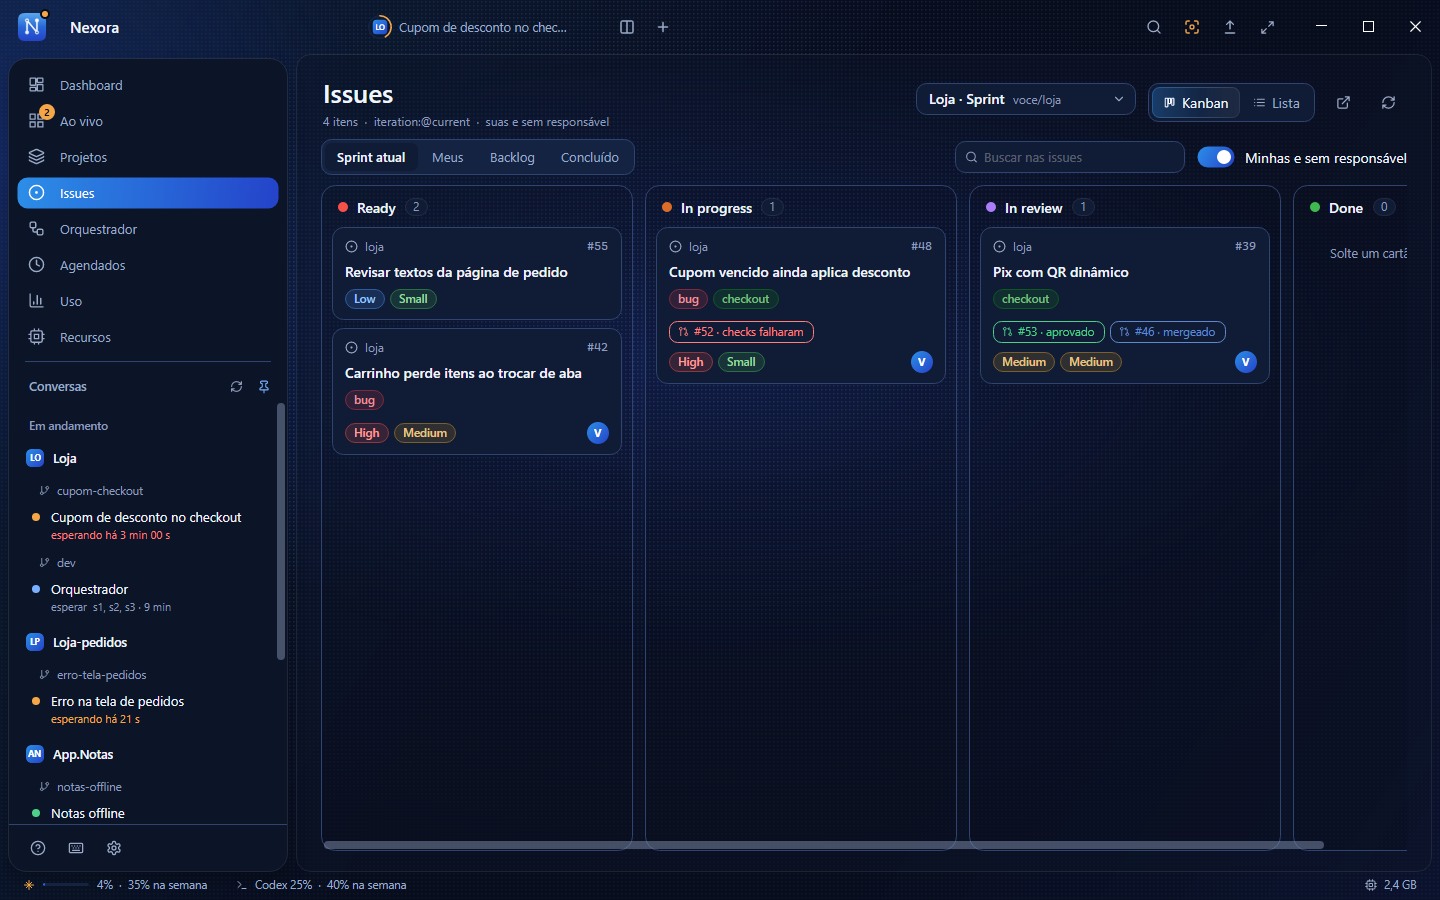 Nexora
LO Cupom de desconto no chec...
Dashboard
2
Ao vivo
Projetos
Issues
Orquestrador
Agendados
Uso
Recursos
Conversas
Em andamento
LO Loja
cupom-checkout
Cupom de desconto no checkout
esperando há 3 min 00 s
dev
Orquestrador
esperar s1, s2, s3 · 9 min
LP Loja-pedidos
erro-tela-pedidos
Erro na tela de pedidos
esperando há 21 s
AN App.Notas
notas-offline
Notas offline
Issues
4 itens · iteration:@current · suas e sem responsável
Loja · Sprint voce/loja
Kanban
Lista
Sprint atual Meus Backlog Concluído
Buscar nas issues
Minhas e sem responsável
Ready 2
loja #55
Revisar textos da página de pedido
Low Small
loja #42
Carrinho perde itens ao trocar de aba
bug
High Medium V
In progress 1
loja #48
Cupom vencido ainda aplica desconto
bug checkout
#52 · checks falharam
High Small V
In review 1
loja #39
Pix com QR dinâmico
checkout
#53 · aprovado #46 · mergeado
Medium Medium V
Done 0
Solte um cartã
4% · 35% na semana
Codex 25% · 40% na semana
2,4 GB